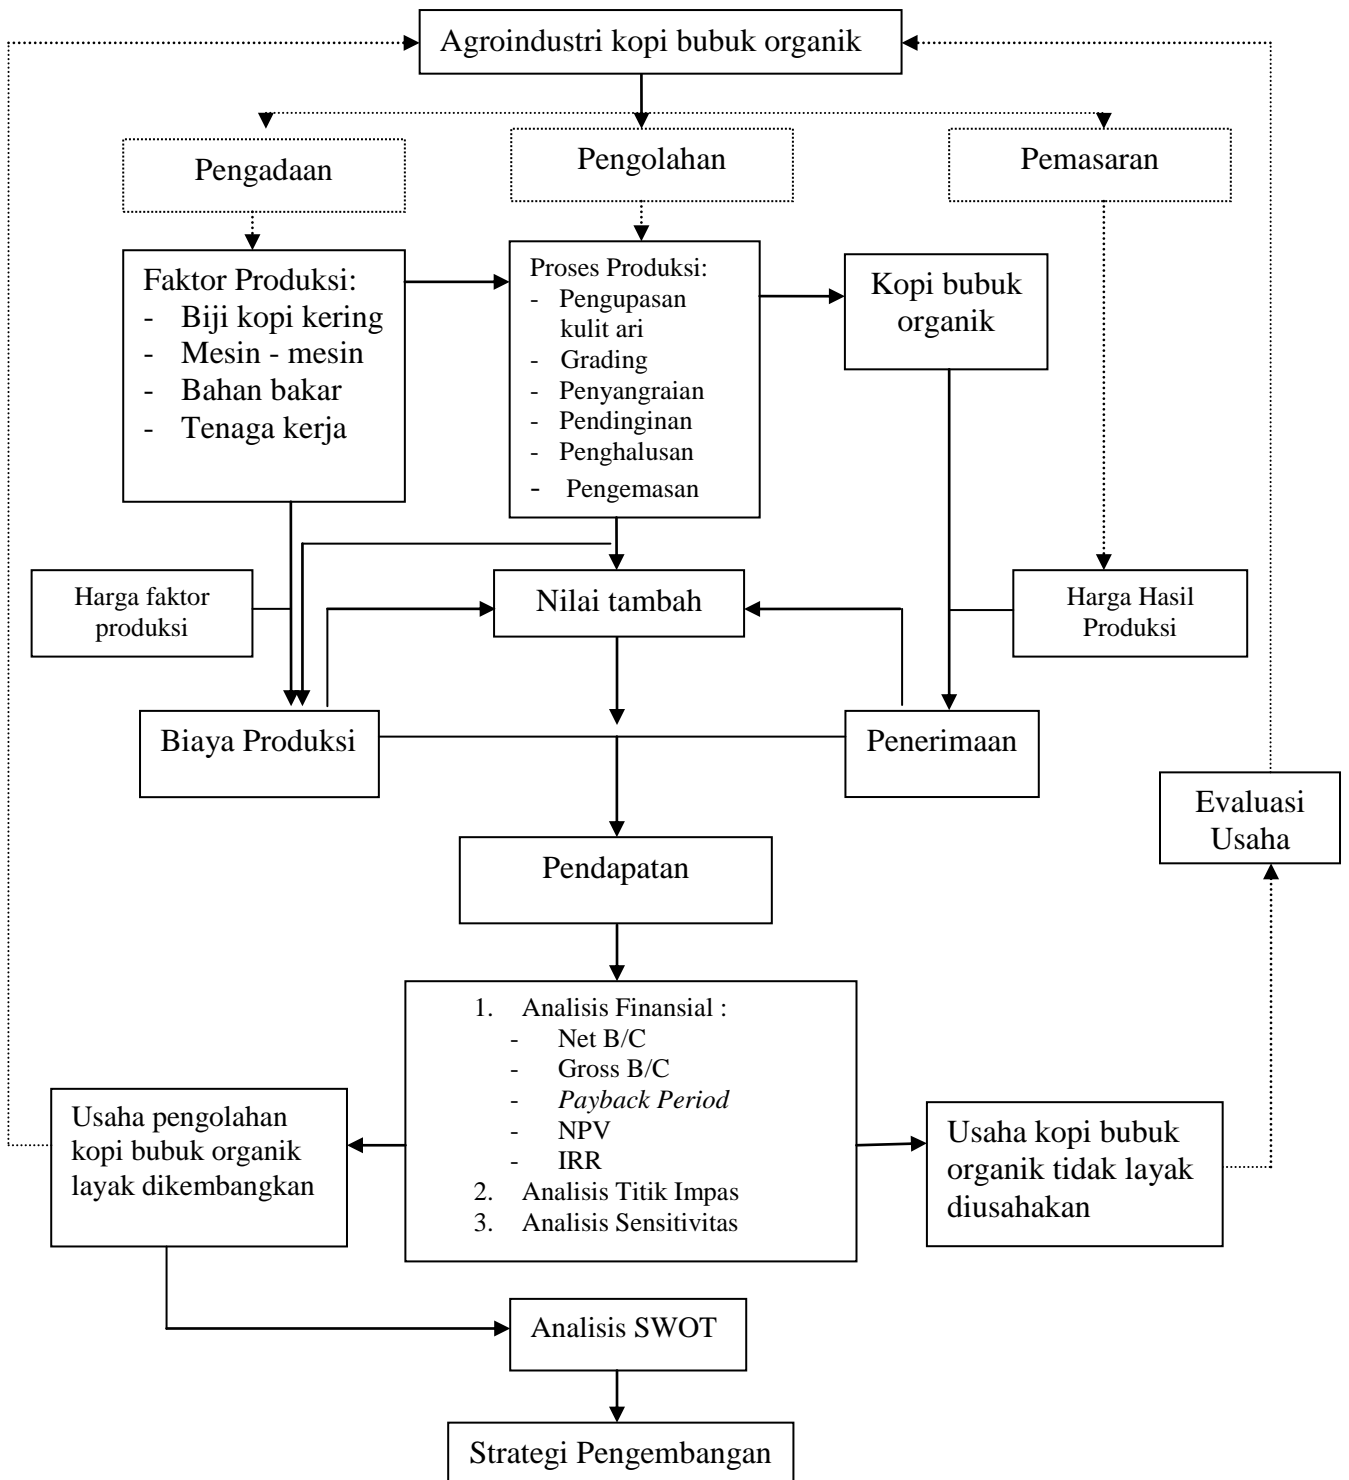 Agroindustri kopi bubuk organik
Pengadaan
Pengolahan
Pemasaran
Faktor Produksi:
- Biji kopi kering
- Mesin - mesin
- Bahan bakar
- Tenaga kerja
Proses Produksi:
- Pengupasan
kulit ari
- Grading
- Penyangraian
- Pendinginan
- Penghalusan
- Pengemasan
Kopi bubuk
organik
Harga faktor
produksi
Nilai tambah
Harga Hasil
Produksi
Biaya Produksi
Penerimaan
Evaluasi
Usaha
Pendapatan
1. Analisis Finansial :
- Net B/C
- Gross B/C
- Payback Period
- NPV
- IRR
2. Analisis Titik Impas
3. Analisis Sensitivitas
Usaha pengolahan
kopi bubuk organik
layak dikembangkan
Usaha kopi bubuk
organik tidak layak
diusahakan
Analisis SWOT
Strategi Pengembangan